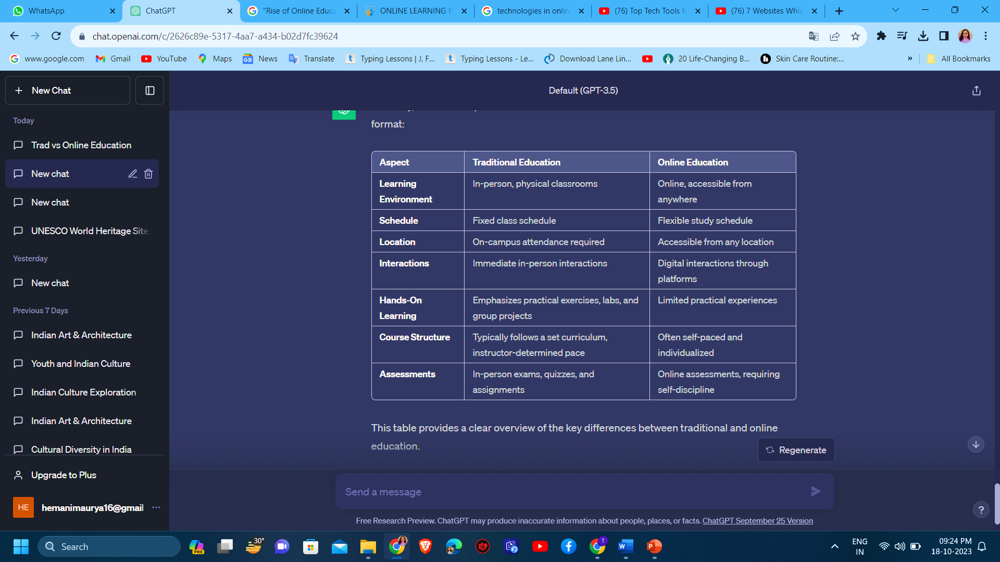 WhatsApp
ChatGPT
"Rise of Online Educa
ONLINE LEARNING P
technologies in onlin
(76) Top Tech Tools fo
(76) 7 Websites Whic
chat.openai.com/c/2626c89e-5317-4aa7-a434-b02d7fc39624
www.google.com
Gmail
YouTube
Maps
News
Translate
Typing Lessons | J, F...
Typing Lessons - Le...
Download Lane Lin...
20 Life-Changing B...
Skin Care Routine:...
»
All Bookmarks
New Chat
Default (GPT-3.5)
Today
Trad vs Online Education
New chat
New chat
UNESCO World Heritage Site
Yesterday
New chat
Previous 7 Days
Indian Art & Architecture
Youth and Indian Culture
Indian Culture Exploration
Indian Art & Architecture
Cultural Diversity in India
Upgrade to Plus
HE
hemanimaurya16@gmail
format:
Aspect
Traditional Education
Online Education
Learning
Environment
In-person, physical classrooms
Online, accessible from
anywhere
Schedule
Fixed class schedule
Flexible study schedule
Location
On-campus attendance required
Accessible from any location
Interactions
Immediate in-person interactions
Digital interactions through
platforms
Hands-On
Learning
Emphasizes practical exercises, labs, and
group projects
Limited practical experiences
Course Structure
Typically follows a set curriculum,
instructor-determined pace
Often self-paced and
individualized
Assessments
In-person exams, quizzes, and
assignments
Online assessments, requiring
self-discipline
This table provides a clear overview of the key differences between traditional and online
education.
Regenerate
Send a message
?
Free Research Preview. ChatGPT may produce inaccurate information about people, places, or facts. ChatGPT September 25 Version
Search
PRE
30°
T
ENG
IN
09:24 PM
18-10-2023